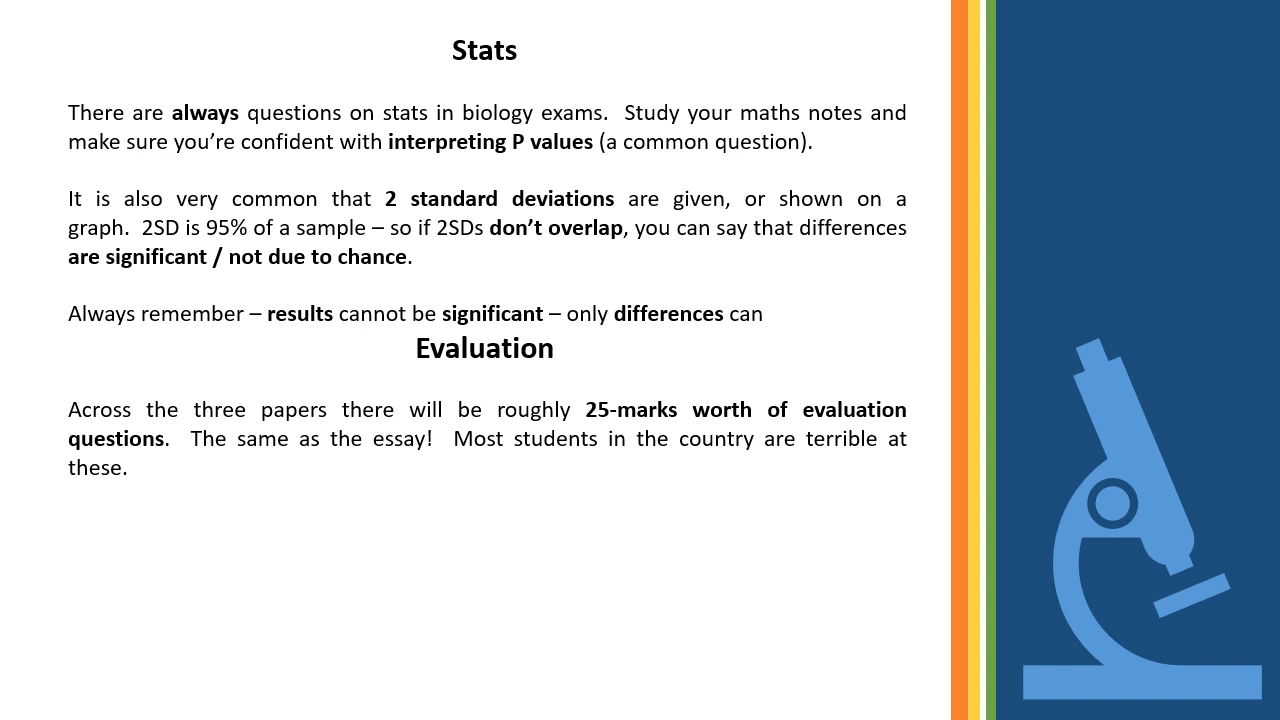 Stats
There are always questions on stats in biology exams.  Study your maths notes and
make sure you’re confident with interpreting P values (a common question).
It is also very common that 2 standard deviations are given, or shown on a
graph.  2SD is 95% of a sample – so if 2SDs don’t overlap, you can say that differences
are significant / not due to chance.
Always remember – results cannot be significant – only differences can
Evaluation
Across the three papers there will be roughly 25-marks worth of evaluation
questions.  The same as the essay!  Most students in the country are terrible at
these.